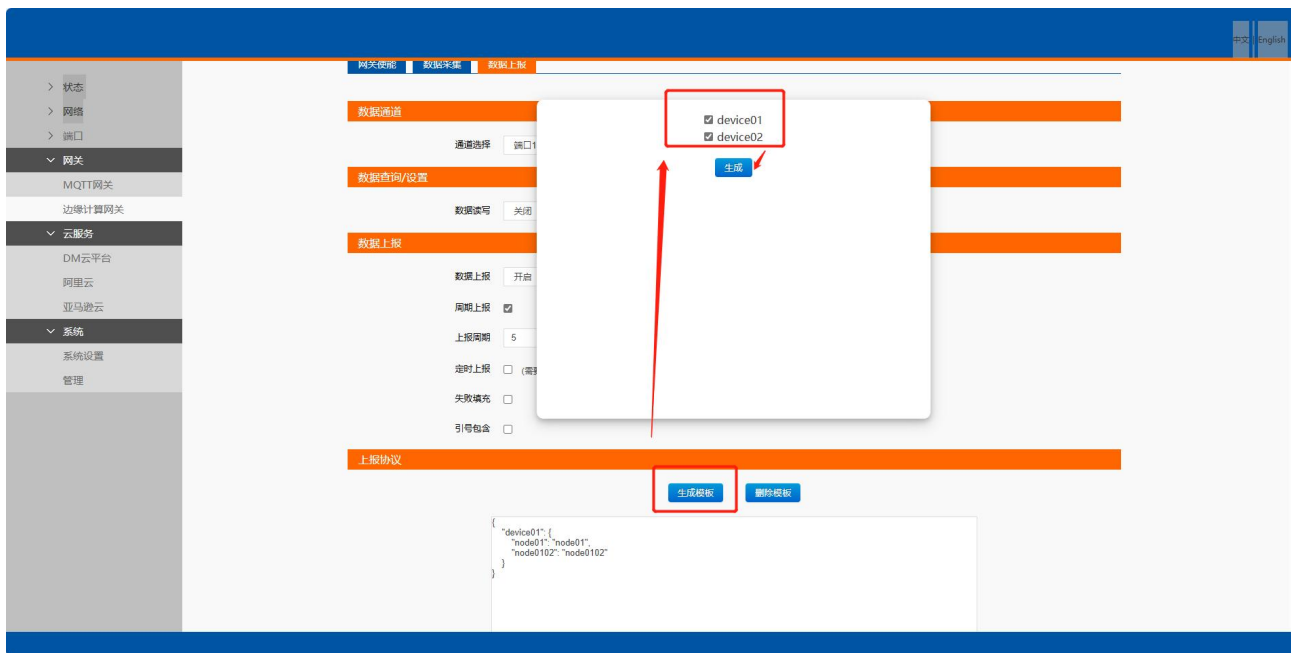 中文 | English
网关使能 数据采集 数据上报
状态
网络
端口
网关
MQTT网关
边缘计算网关
云服务
DM云平台
阿里云
亚马逊云
系统
系统设置
管理
数据通道
通道选择 端口1
数据查询/设置
数据读写 关闭
数据上报
数据上报 开启
周期上报
上报周期 5
定时上报 (需要
失败填充
引号包含
device01
device02
生成
上报协议
生成模板 删除模板
{
"device01": {
"node01": "node01",
"node0102": "node0102"
}
}